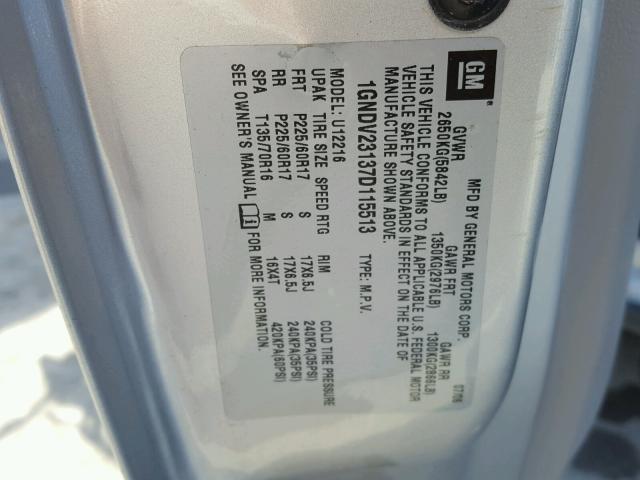 GM
MFD BY GENERAL MOTORS CORP. 07/06
GVWR GAWR FRT GAWR RR
2650KG(5842LB) 1350KG(2976LB) 1300KG(2866LB)
THIS VEHICLE CONFORMS TO ALL APPLICABLE U.S. FEDERAL MOTOR
VEHICLE SAFETY STANDARDS IN EFFECT ON THE DATE OF
MANUFACTURE SHOWN ABOVE.
1GNDV23137D115513 TYPE: M.P.V.
MODEL: U12216
UPAK TIRE SIZE SPEED RTG RIM COLD TIRE PRESSURE
FRT P225/60R17 S 17X6.5J 240KPA(35PSI)
RR P225/60R17 S 17X6.5J 240KPA(35PSI)
SPA T135/70R16 M 16X4T 420KPA(60PSI)
SEE OWNER'S MANUAL FOR MORE INFORMATION.